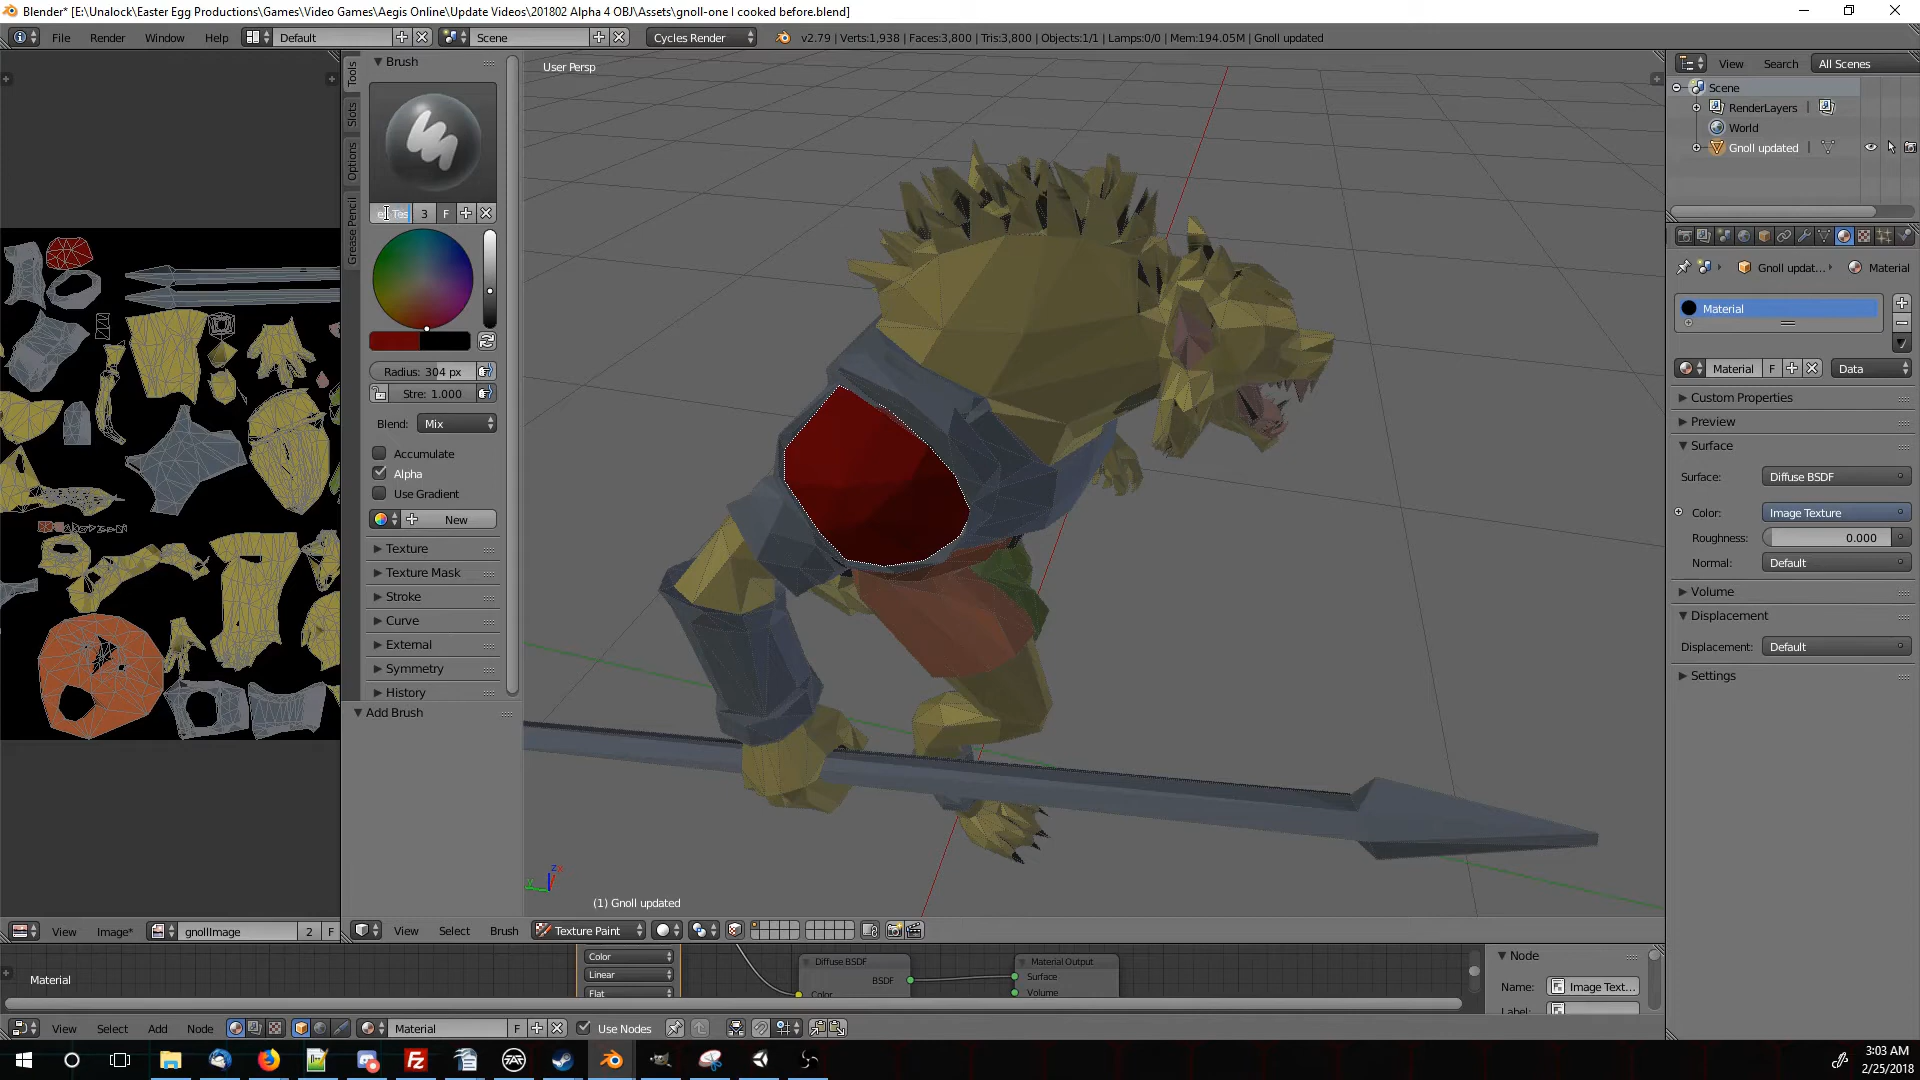 Blender* [E:\Unalock\Easter Egg Productions\Games\Video Games\Aegis Online\Update Videos\201802 Alpha 4 OBJ\Assets\gnoll-one I cooked before.blend]
File Render Window Help Default Scene Cycles Render v2.79 | Verts:1,938 | Faces:3,800 | Tris:3,800 | Objects:1/1 | Lamps:0/0 | Mem:194.05M | Gnoll updated
Tools
Slots
Options
Grease Pencil
Brush
Tes 3 F
Radius: 304 px
Stre: 1.000
Blend: Mix
Accumulate
Alpha
Use Gradient
New
Texture
Texture Mask
Stroke
Curve
External
Symmetry
History
Add Brush
User Persp
(1) Gnoll updated
View Search All Scenes
Scene
RenderLayers
World
Gnoll updated
Gnoll updat... Material
Material
Material F Data
Custom Properties
Preview
Surface
Surface: Diffuse BSDF
Color: Image Texture
Roughness: 0.000
Normal: Default
Volume
Displacement
Displacement: Default
Settings
View Image* gnollImage 2 F
View Select Brush Texture Paint
Material
Color
Linear
Flat
Diffuse BSDF
BSDF
Color
Material Output
Surface
Volume
Node
Name: Image Text...
Label:
View Select Add Node Material F Use Nodes
3:03 AM
2/25/2018